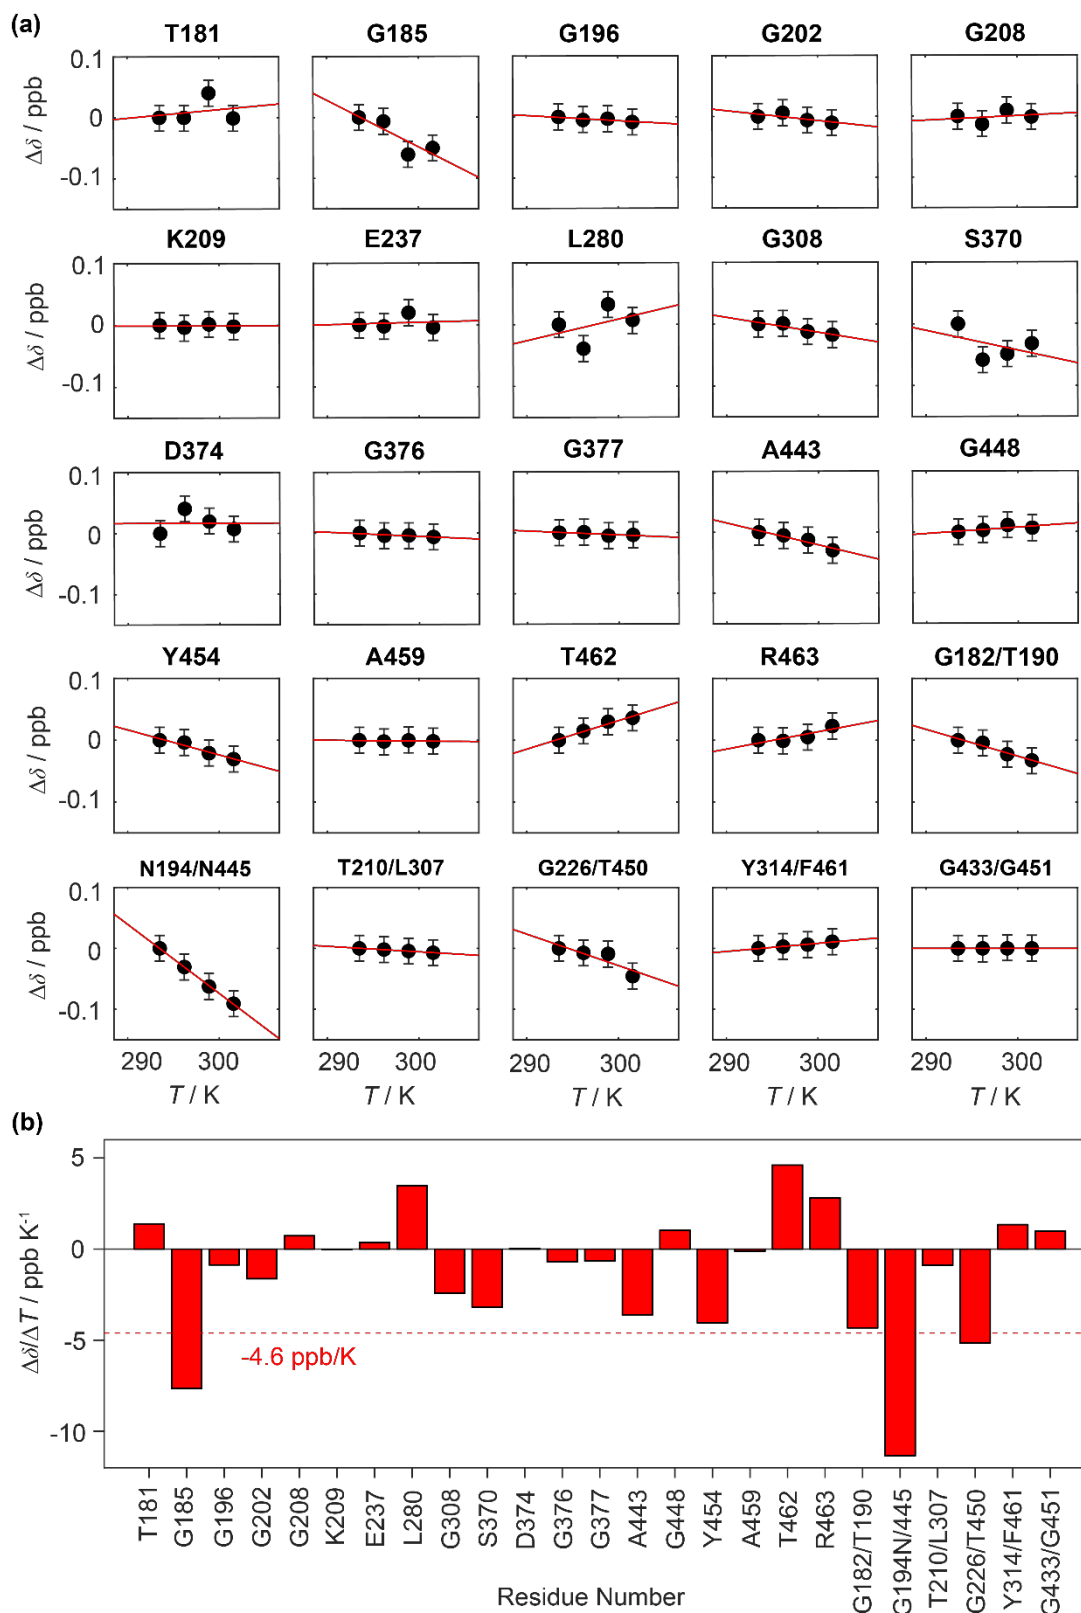 (a)
T181 G185 G196 G202 G208
0.1
0
-0.1
Δδ / ppb
K209 E237 L280 G308 S370
0.1
0
-0.1
Δδ / ppb
D374 G376 G377 A443 G448
0.1
0
-0.1
Δδ / ppb
Y454 A459 T462 R463 G182/T190
0.1
0
-0.1
Δδ / ppb
N194/N445 T210/L307 G226/T450 Y314/F461 G433/G451
0.1
0
-0.1
Δδ / ppb
290 300 290 300 290 300 290 300 290 300
T / K T / K T / K T / K T / K
(b)
5
0
-5
-10
Δδ/ΔT / ppb K-1
-4.6 ppb/K
T181
G185
G196
G202
G208
K209
E237
L280
G308
S370
D374
G376
G377
A443
G448
Y454
A459
T462
R463
G182/T190
G194N/445
T210/L307
G226/T450
Y314/F461
G433/G451
Residue Number